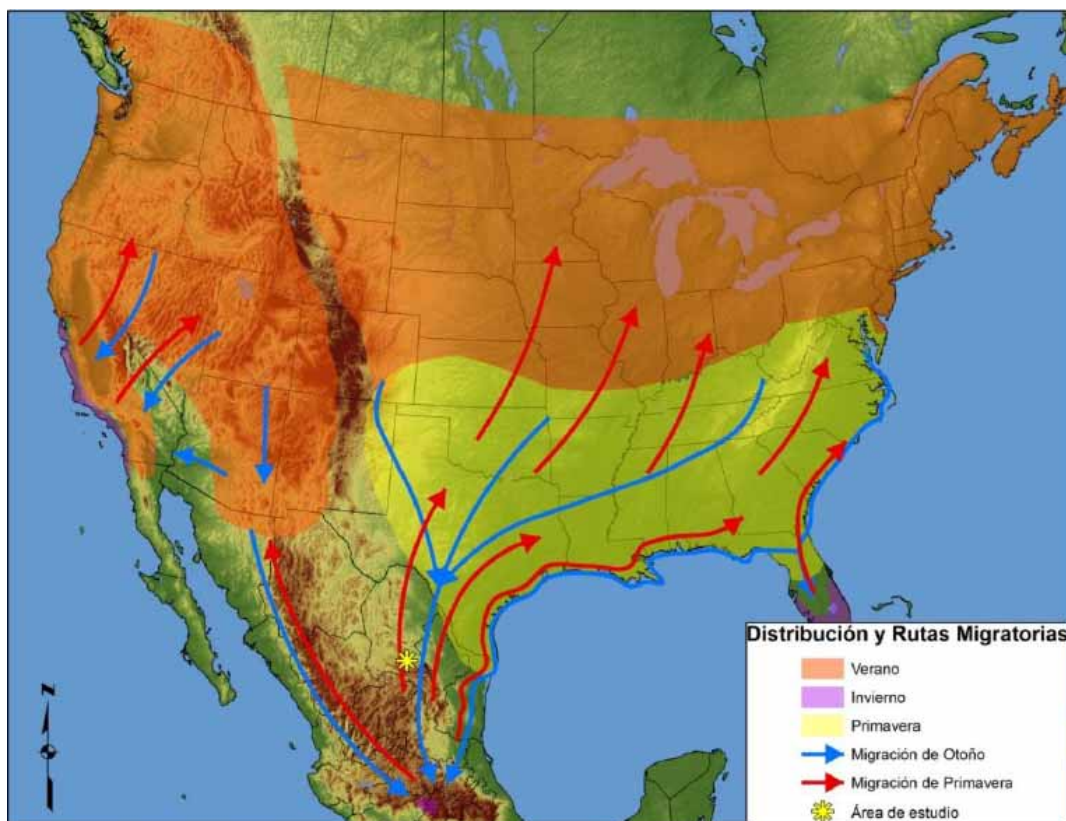 Distribución y Rutas Migratorias
Verano
Invierno
Primavera
Migración de Otoño
Migración de Primavera
Área de estudio
N